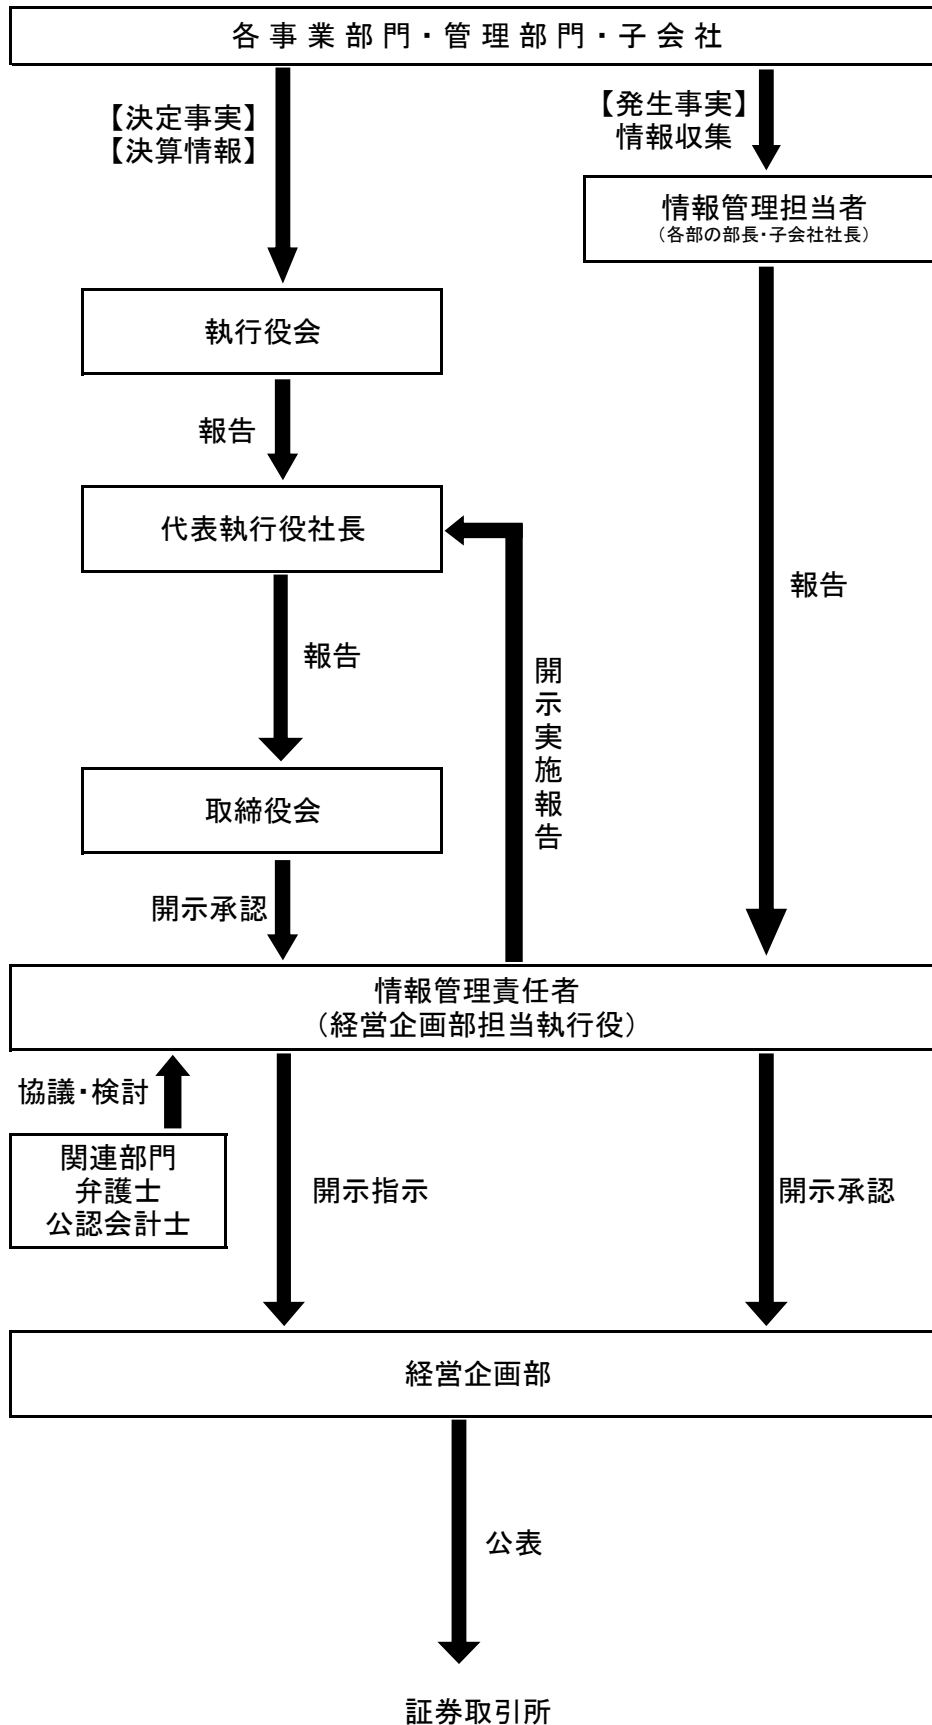 各事業部門・管理部門・子会社
【決定事実】
【決算情報】
【発生事実】
情報収集
情報管理担当者
（各部の部長・子会社社長）
執行役会
報告
代表執行役社長
報告
報告
開示実施報告
取締役会
開示承認
情報管理責任者
（経営企画部担当執行役）
協議・検討
関連部門
弁護士
公認会計士
開示指示
開示承認
経営企画部
公表
証券取引所